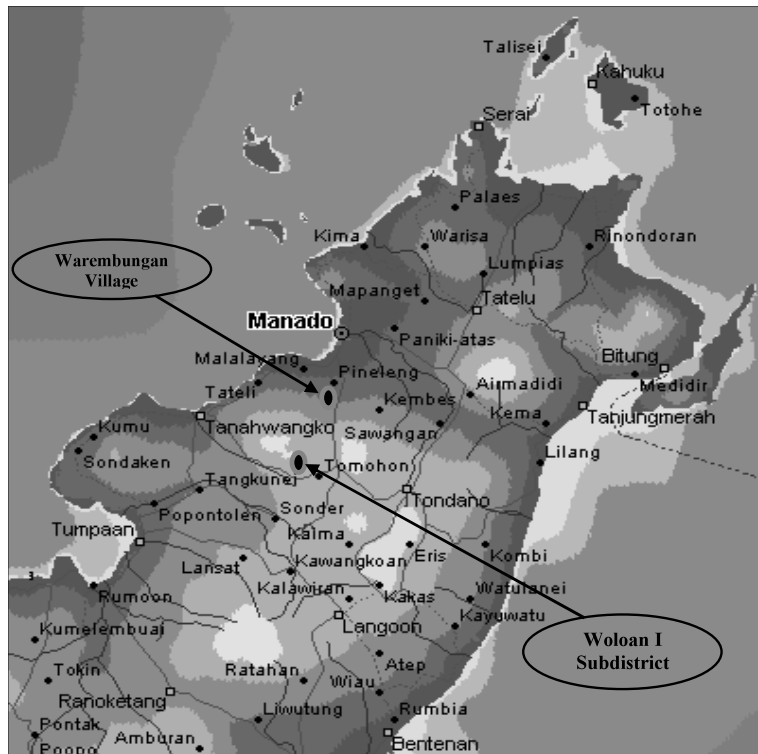 Talisei
Kahuku
Totohe
Serai
Palaes
Kima
Warisa
Rinondoran
Warembungan
Village
Lumpias
Mapanget
Tatelu
Manado
Paniki-atas
Malalayang
Bitung
Tateli
Pineleng
Airmadidi
Medidir
Kumu
Tanahwangko
Kembes
Kema
Tanjungmerah
Sawangan
Sondaken
Lilang
Tangkunej
Tomohon
Popontolen
Sonder
Tondano
Tumpaan
Kalma
Lansat
Kawangkoan
Eris
Kombi
3
Rumoon
Kalawiran
Kakas
Watulanei
Kumelembuai
Langoon
Kayuwatu
Woloan I
Subdistrict
Tokin
Ratahan
Atep
Ranoketang
Wiau
Pontak
Liwutung
Rumbia
Poopo
Amburan
Bentenan